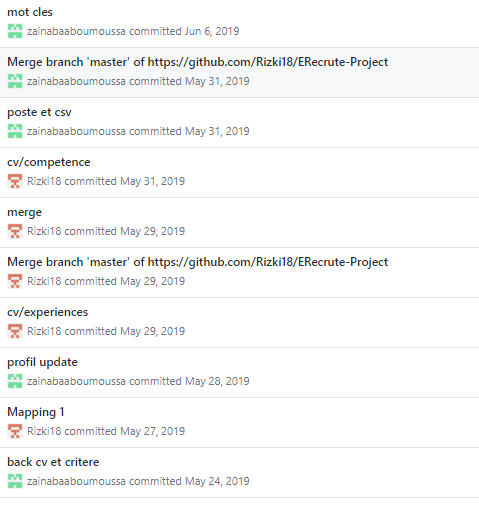 mot cles
zainabaaboumoussa committed Jun 6, 2019
Merge branch 'master' of https://github.com/Rizki18/ERecrute-Project
zainabaaboumoussa committed May 31, 2019
poste et csv
zainabaaboumoussa committed May 31, 2019
cv/competence
Rizki18 committed May 31, 2019
merge
Rizki18 committed May 29, 2019
Merge branch 'master' of https://github.com/Rizki18/ERecrute-Project
Rizki18 committed May 29, 2019
cv/experiences
Rizki18 committed May 29, 2019
profil update
zainabaaboumoussa committed May 28, 2019
Mapping 1
Rizki18 committed May 27, 2019
back cv et critere
zainabaaboumoussa committed May 24, 2019